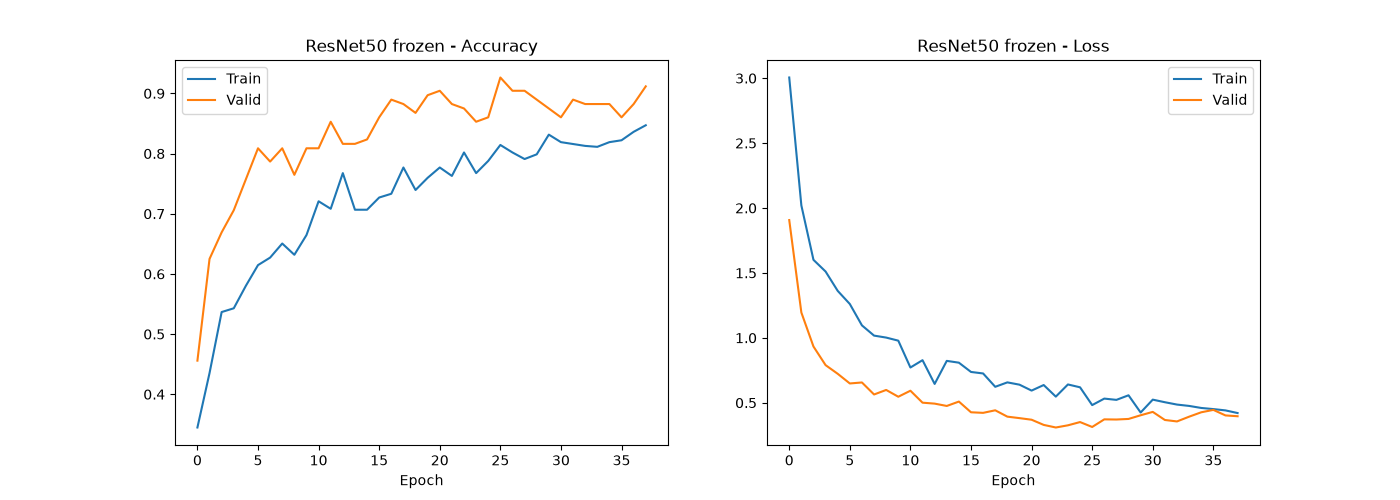 ResNet50 frozen - Accuracy
Train
Valid
0.9
0.8
0.7
0.6
0.5
0.4
0 5 10 15 20 25 30 35
Epoch
ResNet50 frozen - Loss
Train
Valid
3.0
2.5
2.0
1.5
1.0
0.5
0 5 10 15 20 25 30 35
Epoch